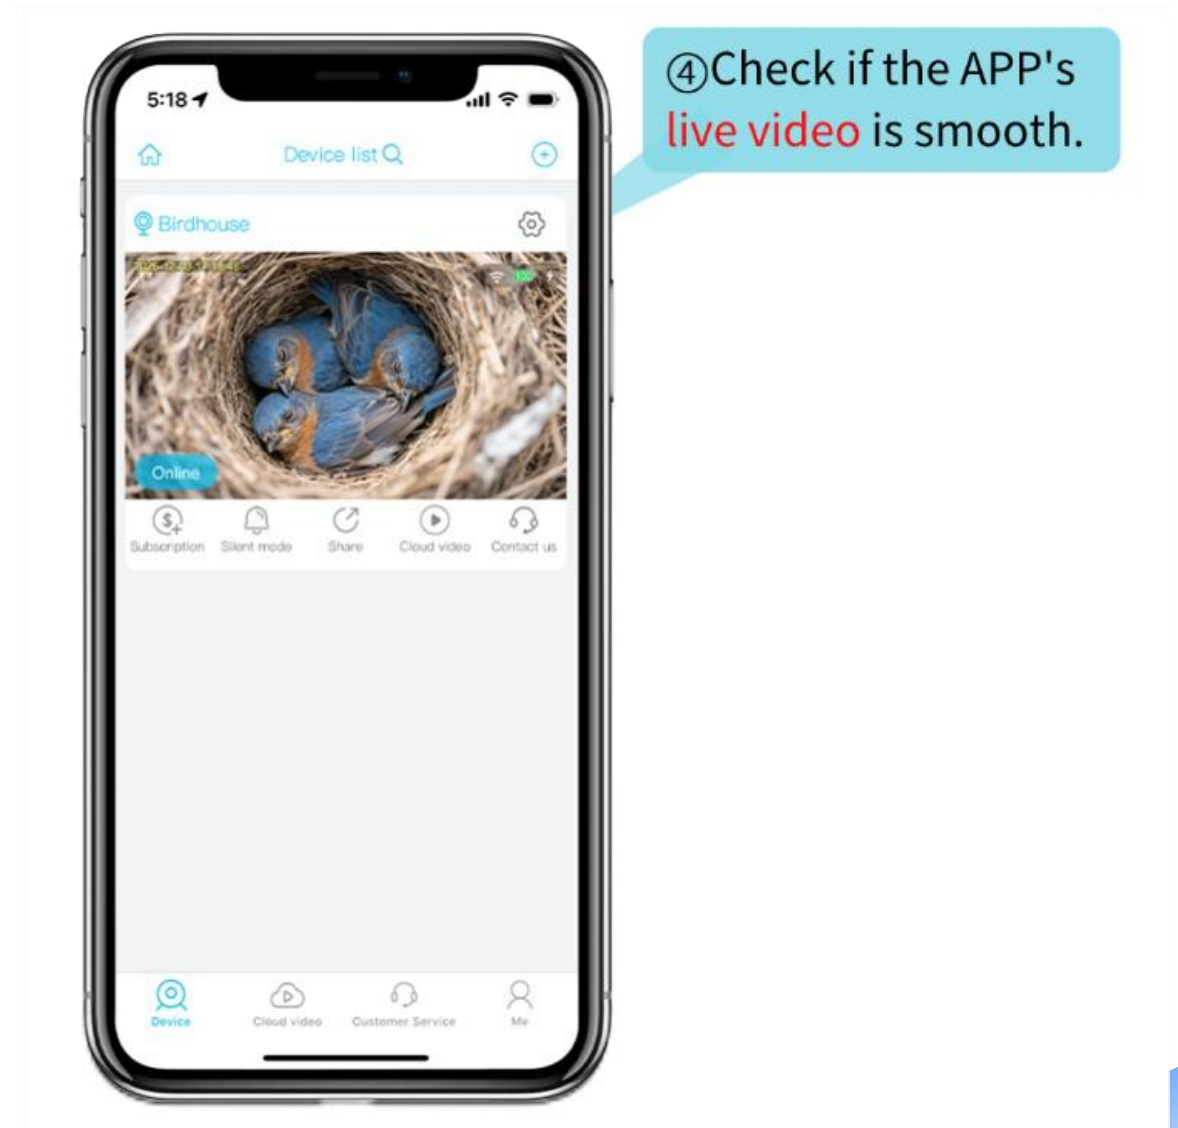 ④Check if the APP's
live video is smooth.
5:18
Device list
Birdhouse
100
Online
Subscription Silent mode Share Cloud video Contact us
Device Cloud video Customer Service Me